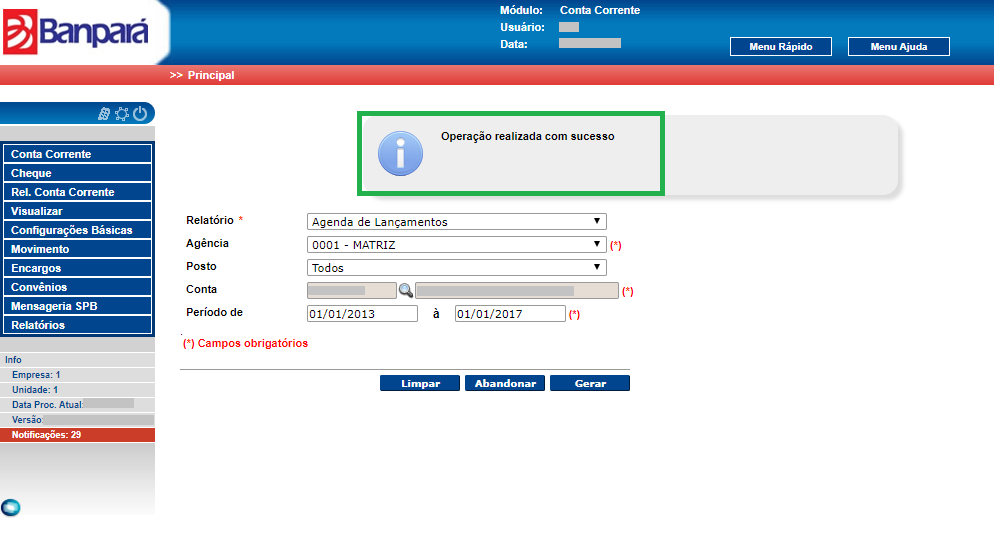 Banpará
Módulo: Conta Corrente
Usuário:
Data:
Menu Rápido
Menu Ajuda
>> Principal
Conta Corrente
Cheque
Rel. Conta Corrente
Visualizar
Configurações Básicas
Movimento
Encargos
Convênios
Mensageria SPB
Relatórios
Info
Empresa: 1
Unidade: 1
Data Proc. Atual:
Versão:
Notificações: 29
Operação realizada com sucesso
Relatório * Agenda de Lançamentos
Agência 0001 - MATRIZ (*)
Posto Todos
Conta (*)
Período de 01/01/2013 à 01/01/2017 (*)
(*) Campos obrigatórios
Limpar Abandonar Gerar